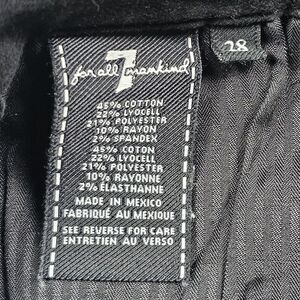 7
for all mankind
28
45% COTTON
22% LYOCELL
21% POLYESTER
10% RAYON
2% SPANDEX
45% COTON
22% LYOCELL
21% POLYESTER
10% RAYONNE
2% ÉLASTHANNE
MADE IN MEXICO
FABRIQUÉ AU MEXIQUE
SEE REVERSE FOR CARE
ENTRETIEN AU VERSO